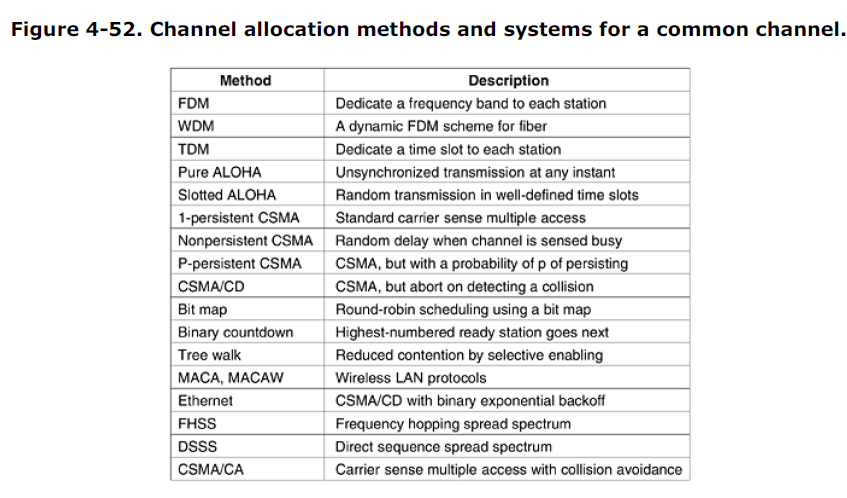 Figure 4-52. Channel allocation methods and systems for a common channel.
Method Description
FDM Dedicate a frequency band to each station
WDM A dynamic FDM scheme for fiber
TDM Dedicate a time slot to each station
Pure ALOHA Unsynchronized transmission at any instant
Slotted ALOHA Random transmission in well-defined time slots
1-persistent CSMA Standard carrier sense multiple access
Nonpersistent CSMA Random delay when channel is sensed busy
P-persistent CSMA CSMA, but with a probability of p of persisting
CSMA/CD CSMA, but abort on detecting a collision
Bit map Round-robin scheduling using a bit map
Binary countdown Highest-numbered ready station goes next
Tree walk Reduced contention by selective enabling
MACA, MACAW Wireless LAN protocols
Ethernet CSMA/CD with binary exponential backoff
FHSS Frequency hopping spread spectrum
DSSS Direct sequence spread spectrum
CSMA/CA Carrier sense multiple access with collision avoidance